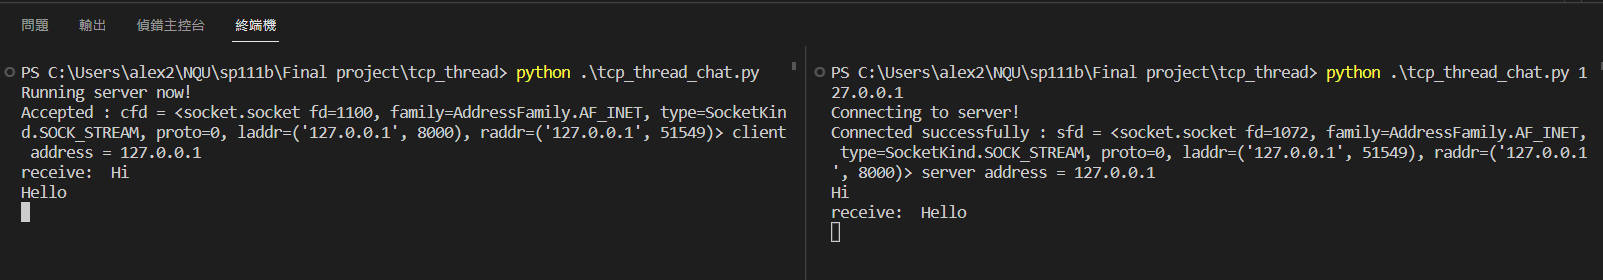 問題 輸出 偵錯主控台 終端機
PS C:\Users\alex2\NQU\sp111b\Final project\tcp_thread> python .\tcp_thread_chat.py
Running server now!
Accepted : cfd = <socket.socket fd=1100, family=AddressFamily.AF_INET, type=SocketKin
d.SOCK_STREAM, proto=0, laddr=('127.0.0.1', 8000), raddr=('127.0.0.1', 51549)> client
 address = 127.0.0.1
receive:  Hi
Hello
PS C:\Users\alex2\NQU\sp111b\Final project\tcp_thread> python .\tcp_thread_chat.py 1
27.0.0.1
Connecting to server!
Connected successfully : sfd = <socket.socket fd=1072, family=AddressFamily.AF_INET,
 type=SocketKind.SOCK_STREAM, proto=0, laddr=('127.0.0.1', 51549), raddr=('127.0.0.1
', 8000)> server address = 127.0.0.1
Hi
receive:  Hello